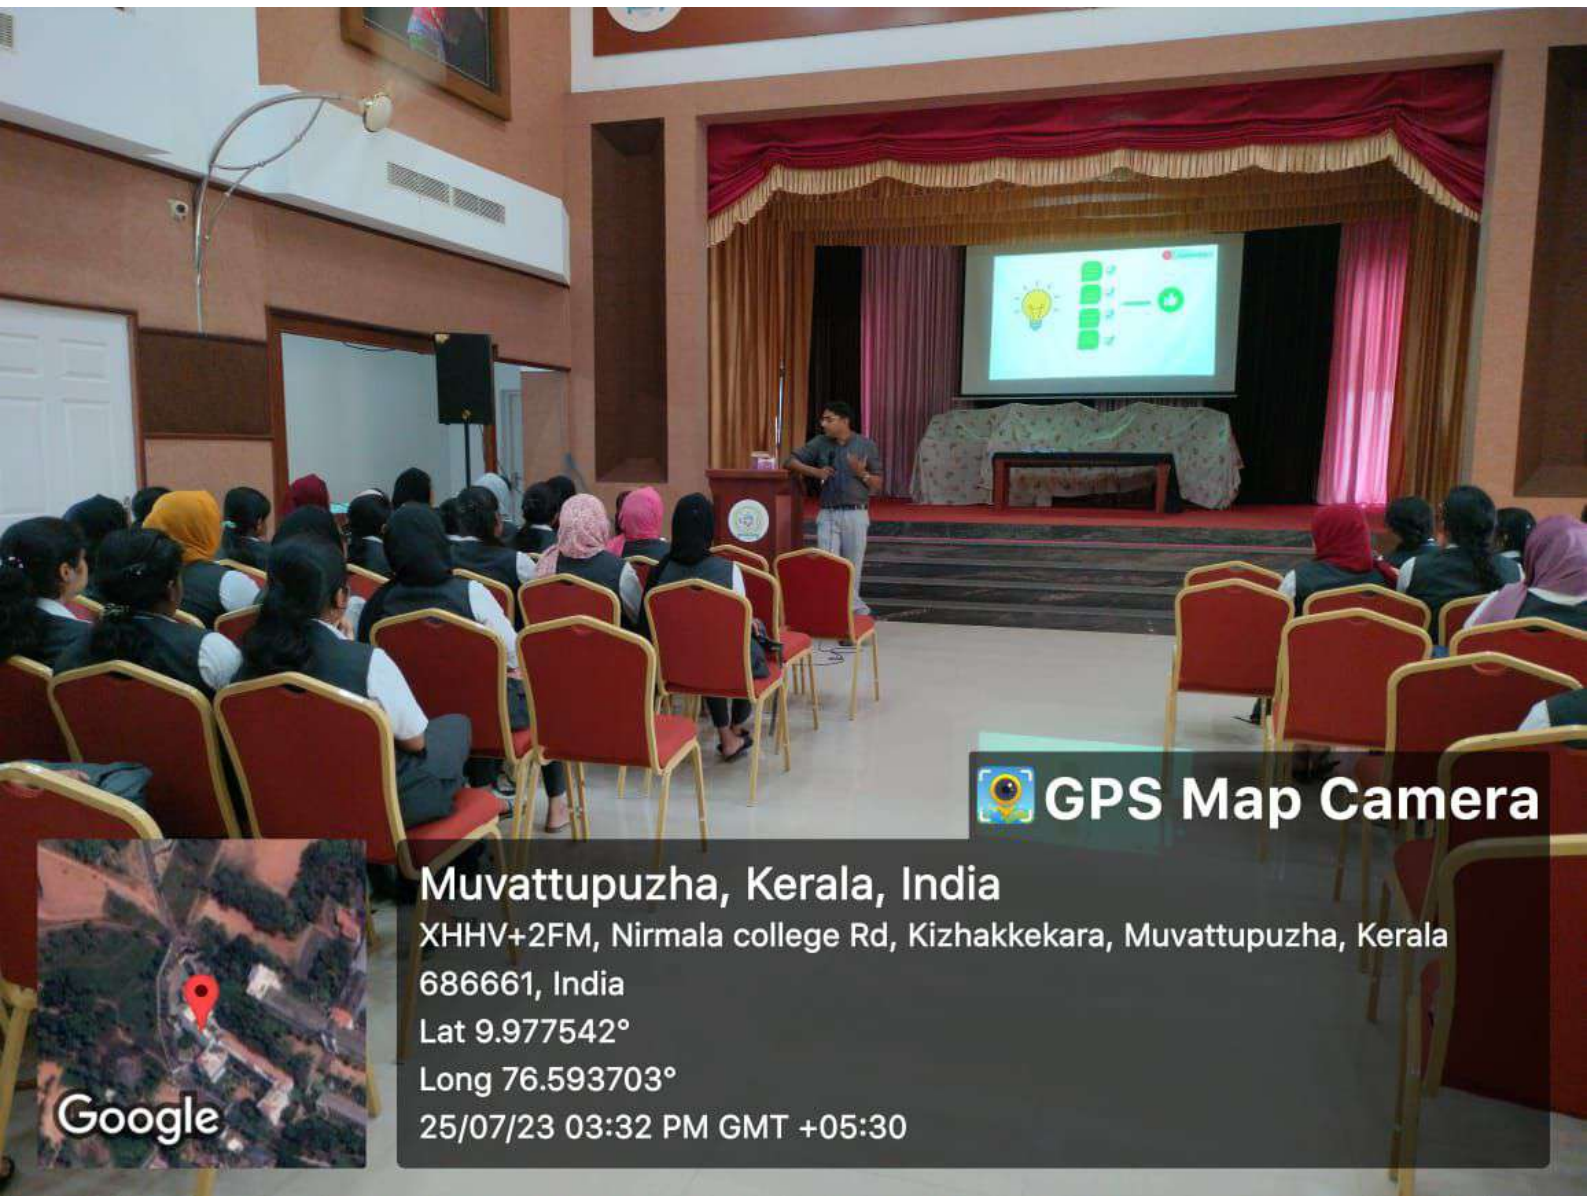 GPS Map Camera
Muvattupuzha, Kerala, India
XHHV+2FM, Nirmala college Rd, Kizhakkekara, Muvattupuzha, Kerala
686661, India
Lat 9.977542°
Long 76.593703°
25/07/23 03:32 PM GMT +05:30
Google